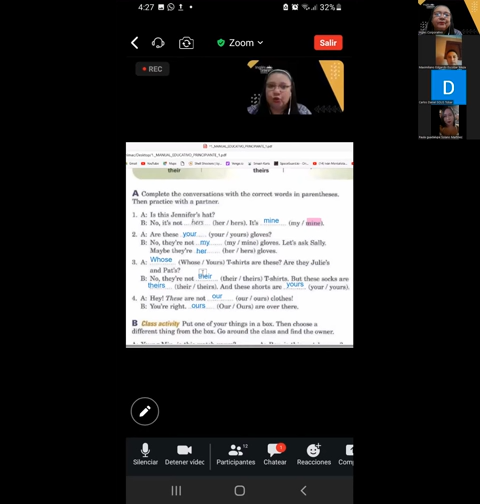 4:27
32%
Zoom
Salir
REC
11_MANUAL_EDUCATIVO_PRINCIPIANTE_1.pdf
YouTube
Maps
their
theirs
A Complete the conversations with the correct words in parentheses.
Then practice with a partner.
1. A: Is this Jennifer's hat?
B: No, it's not hers (her / hers). It's mine (my / mine).
2. A: Are these your (your / yours) gloves?
B: No, they're not my (my / mine) gloves. Let's ask Sally.
Maybe they're her (her / hers) gloves.
3. A: Whose (Whose / Yours) T-shirts are these? Are they Julie's
and Pat's?
B: No, they're not their (their / theirs) T-shirts. But these socks are
theirs (their / theirs). And these shorts are yours (your / yours).
4. A: Hey! These are not our (our / ours) clothes!
B: You're right. ours (Our / Ours) are over there.
B Class activity Put one of your things in a box. Then choose a
different thing from the box. Go around the class and find the owner.
12
1
Silenciar
Detener vídec
Participantes
Chatear
Reacciones
Comp
D